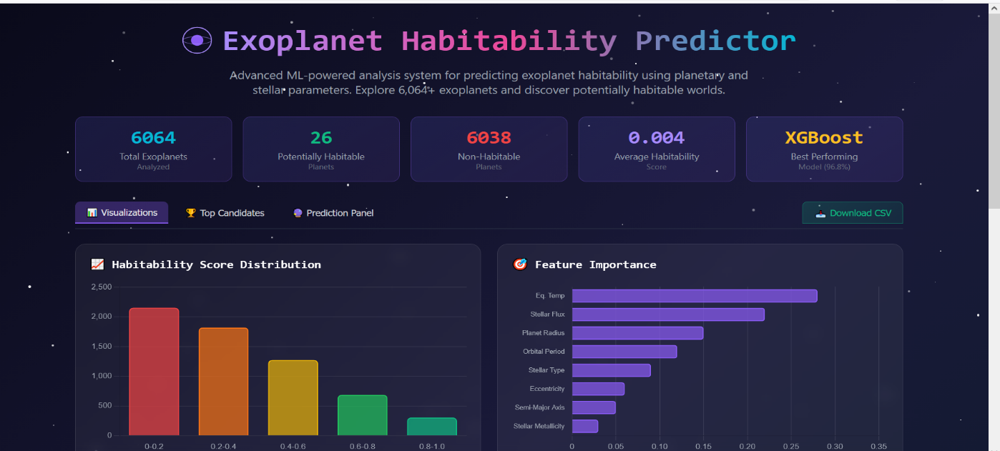 Exoplanet Habitability Predictor
Advanced ML-powered analysis system for predicting exoplanet habitability using planetary and
stellar parameters. Explore 6,064+ exoplanets and discover potentially habitable worlds.
6064
Total Exoplanets
Analyzed
26
Potentially Habitable
Planets
6038
Non-Habitable
Planets
0.004
Average Habitability
Score
XGBoost
Best Performing
Model (96.8%)
Visualizations
Top Candidates
Prediction Panel
Download CSV
Habitability Score Distribution
2,500
2,000
1,500
1,000
500
0
0-0.2 0.2-0.4 0.4-0.6 0.6-0.8 0.8-1.0
Feature Importance
Eq. Temp
Stellar Flux
Planet Radius
Orbital Period
Stellar Type
Eccentricity
Semi-Major Axis
Stellar Metallicity
0 0.05 0.10 0.15 0.20 0.25 0.30 0.35